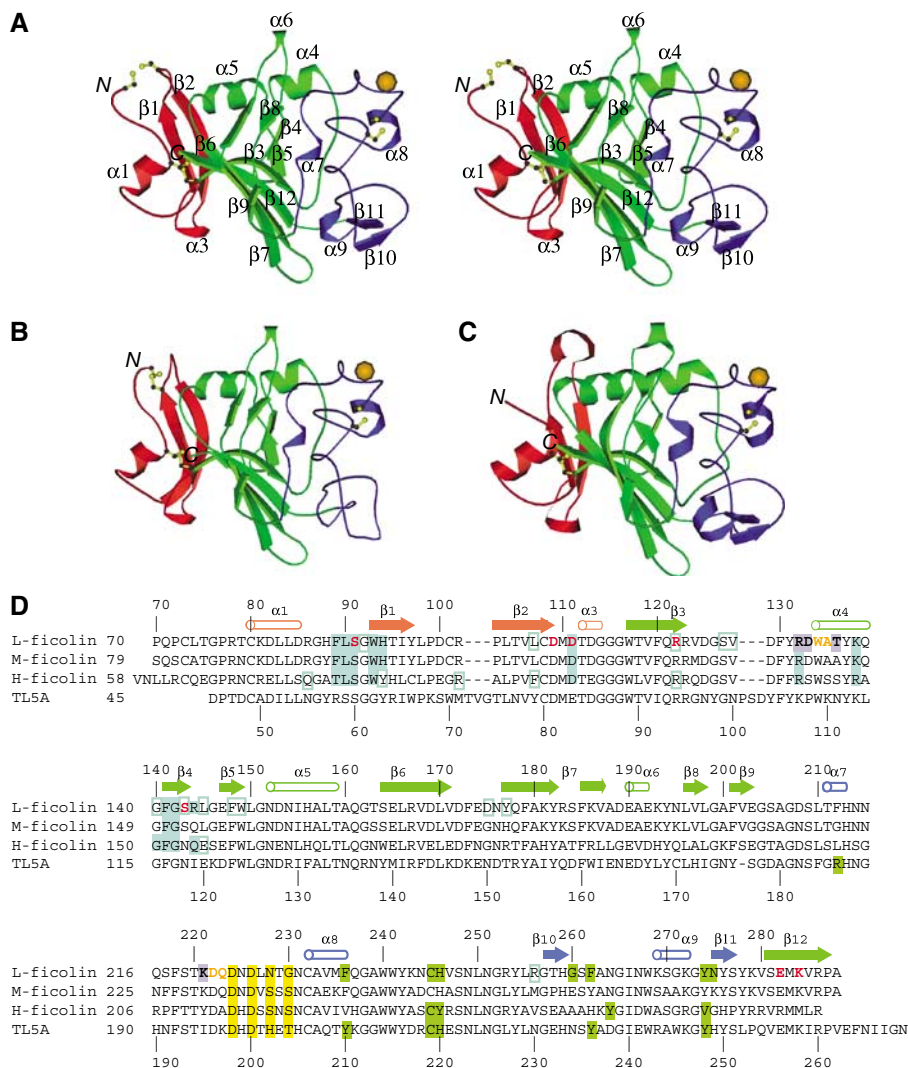 A
α6
α6
α5
α4
α5
α4
N
β2
N
β2
β1
β8
β1
β8
β4
β4
C
β6
β3
β5
α7
α8
C
β6
β3
β5
α7
α8
α1
β12
α1
β12
β9
β11
β9
β11
α3
α9
α3
α9
β7
β10
β7
β10
B
C
N
C
N
C
D
70 80 90 100 110 120 130
α1 β1 β2 α3 β3 α4
L-ficolin 70 PQPCLTGPRTCKDLLDRGHFLSGWHTIYLPDCR---PLTVLCDMDTDGGGWTVFQRRVDGSV---DFYRDWATYKQ
M-ficolin 79 SQSCATGPRNCKDLLDRGYFLSGWHTIYLPDCR---PLTVLCDMDTDGGGWTVFQRRMDGSV---DFYRDWAAYKQ
H-ficolin 58 VNLLRCQEGPRNCRELLSQGATLSGWYHLCLPEGR---ALPVFCDMDTEGGGWLVFQRRQDGSV---DFFRSWSSYRA
TL5A 45 DPTDCADILLNGYRSSGGYRIWPKSWMTVGTLNVYCDMETDGGGWTVIQRRGNYGNPSDYFYKPWKNYKL
50 60 70 80 90 100 110
140 150 160 170 180 190 200 210
β4 β5 α5 β6 β7 α6 β8 β9 α7
L-ficolin 140 GFGSRLGEFWLGNDNIHALTAQGTSELRVDLVDFEDNYQFAKYRSFKVADEAEKYNLVLGAFVEGSAGDSLTFHNN
M-ficolin 149 GFGSQLGEFWLGNDNIHALTAQGSSELRVDLVDFEGNHQFAKYKSFKVADEAEKYKLVLGAFVGGSAGNSLTGHNN
H-ficolin 150 GFGNQESEFWLGNENLHQLTLQGNWELRVELEDFNGNRTFAHYATFRLLGEVDHYQLALGKFSEGTAGDSLSLHSG
TL5A 115 GFGNIEKDFWLGNDRIFALTNQRNYMIRFDLKDKENDTRYAIYQDFWIENEDYLYCLHIGNY-SGDAGNSFGRHNG
120 130 140 150 160 170 180
220 230 240 250 260 270 280
α8 β10 α9 β11 β12
L-ficolin 216 QSFSTKDQDNDLNTGNCAVMFQGAWWYKNCHVSNLNGRYLRGTHGSFANGINWKSGKGYNYSYKVSEMKVRPA
M-ficolin 225 NFFSTKDQDNDVSSSNCAEKFQGAWWYADCHASNLNGLYLMGPHESYANGINWSAAKGYKYSYKVSEMKVRPA
H-ficolin 206 RPFTTYDADHDSSNSNCAVIVHGAWWYASCYRSNLNGRYAVSEAAAHKYGIDWASGRGVGHPYRRVRMMLR
TL5A 190 HNFSTIDKDHDTHETHCAQTYKGGWWYDRCHESNLNGLYLNGEHNSYADGIEWRAWKGYHYSLPQVEMKIRPVEFNIIGN
190 200 210 220 230 240 250 260